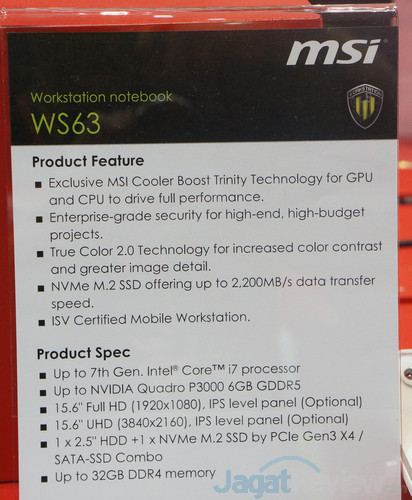 msi
Workstation notebook
WS63
Product Feature
▪ Exclusive MSI Cooler Boost Trinity Technology for GPU
and CPU to drive full performance.
▪ Enterprise-grade security for high-end, high-budget
projects.
▪ True Color 2.0 Technology for increased color contrast
and greater image detail.
▪ NVMe M.2 SSD offering up to 2,200MB/s data transfer
speed.
▪ ISV Certified Mobile Workstation.
Product Spec
▪ Up to 7th Gen. Intel® Core™ i7 processor
▪ Up to NVIDIA Quadro P3000 6GB GDDR5
▪ 15.6" Full HD (1920x1080), IPS level panel (Optional)
▪ 15.6" UHD (3840x2160), IPS level panel (Optional)
▪ 1 x 2.5" HDD +1 x NVMe M.2 SSD by PCIe Gen3 X4 /
SATA-SSD Combo
▪ Up to 32GB DDR4 memory
JagatReview